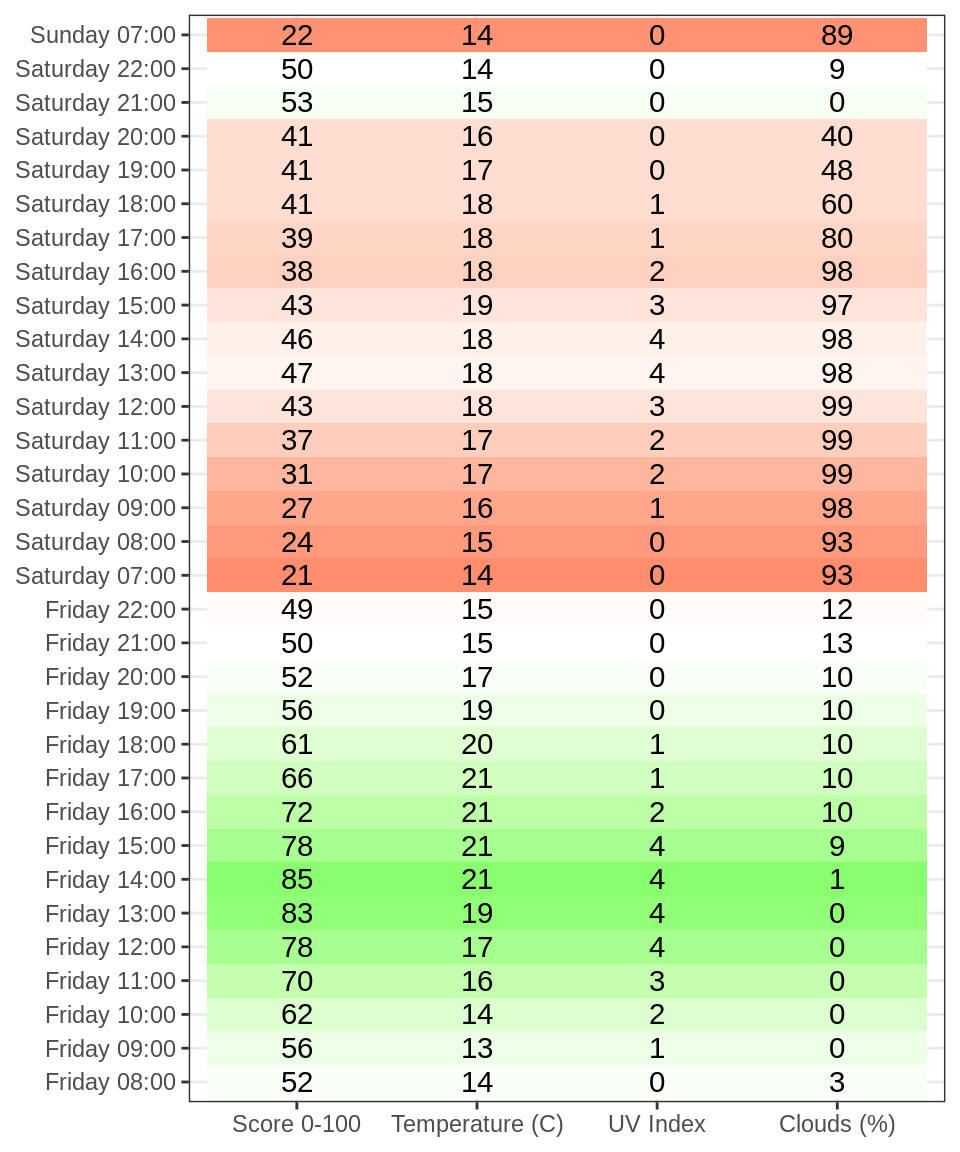 Sunday 07:00 22 14 0 89
Saturday 22:00 50 14 0 9
Saturday 21:00 53 15 0 0
Saturday 20:00 41 16 0 40
Saturday 19:00 41 17 0 48
Saturday 18:00 41 18 1 60
Saturday 17:00 39 18 1 80
Saturday 16:00 38 18 2 98
Saturday 15:00 43 19 3 97
Saturday 14:00 46 18 4 98
Saturday 13:00 47 18 4 98
Saturday 12:00 43 18 3 99
Saturday 11:00 37 17 2 99
Saturday 10:00 31 17 2 99
Saturday 09:00 27 16 1 98
Saturday 08:00 24 15 0 93
Saturday 07:00 21 14 0 93
Friday 22:00 49 15 0 12
Friday 21:00 50 15 0 13
Friday 20:00 52 17 0 10
Friday 19:00 56 19 0 10
Friday 18:00 61 20 1 10
Friday 17:00 66 21 1 10
Friday 16:00 72 21 2 10
Friday 15:00 78 21 4 9
Friday 14:00 85 21 4 1
Friday 13:00 83 19 4 0
Friday 12:00 78 17 4 0
Friday 11:00 70 16 3 0
Friday 10:00 62 14 2 0
Friday 09:00 56 13 1 0
Friday 08:00 52 14 0 3
Score 0-100 Temperature (C) UV Index Clouds (%)